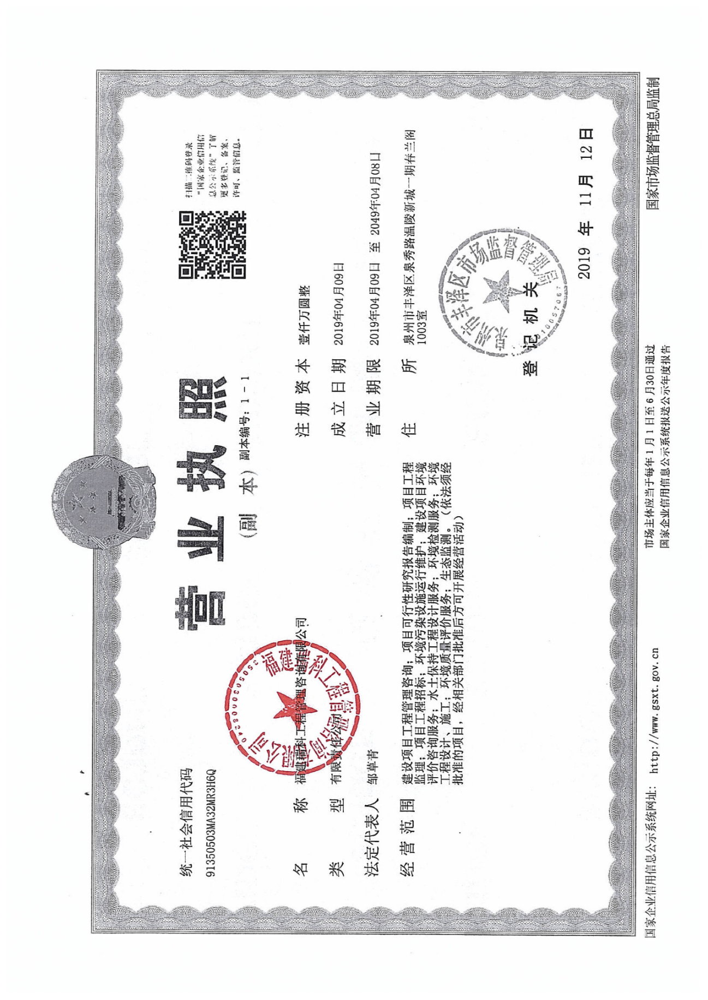 统一社会信用代码
91350503MA32MR3H6Q
营业执照
（副 本）副本编号：1－1
扫描二维码登录
“国家企业信用信
息公示系统”了解
更多登记、备案、
许可、监管信息。
名 称 福建瑞科工程管理咨询有限公司
类 型 有限责任公司
法定代表人 邹草青
经营范围 建设项目工程管理咨询；项目可行性研究报告编制；项目工程
监理；项目工程招标；环境污染设施运行维护；建设项目环境
评价咨询服务；水土保持工程设计服务；环境检测服务；环境
工程设计、施工；环境质量评价服务；生态监测。（依法须经
批准的项目，经相关部门批准后方可开展经营活动）
注册资本 壹仟万圆整
成立日期 2019年04月09日
营业期限 2019年04月09日 至 2049年04月08日
住 所 泉州市丰泽区泉秀路温陵新城一期春兰阁
1003室
福建瑞科工程管理咨询有限公司
泉州市丰泽区市场监督管理局
登记机关
2019 年 11月 12日
国家企业信用信息公示系统网址： http://www.gsxt.gov.cn
市场主体应当于每年1月1日至6月30日通过
国家企业信用信息公示系统报送公示年度报告
国家市场监督管理总局监制